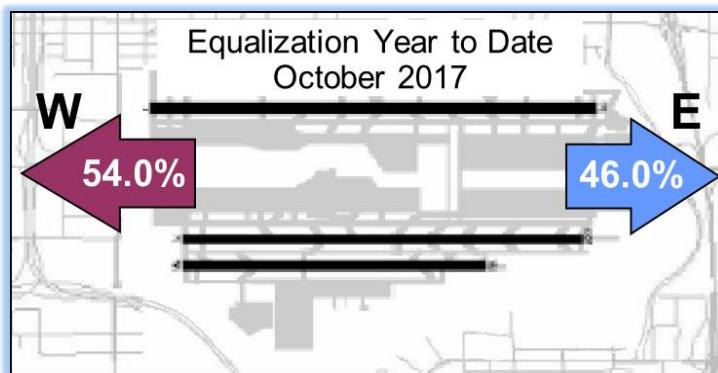 Equalization Year to Date
October 2017
W
E
54.0%
46.0%